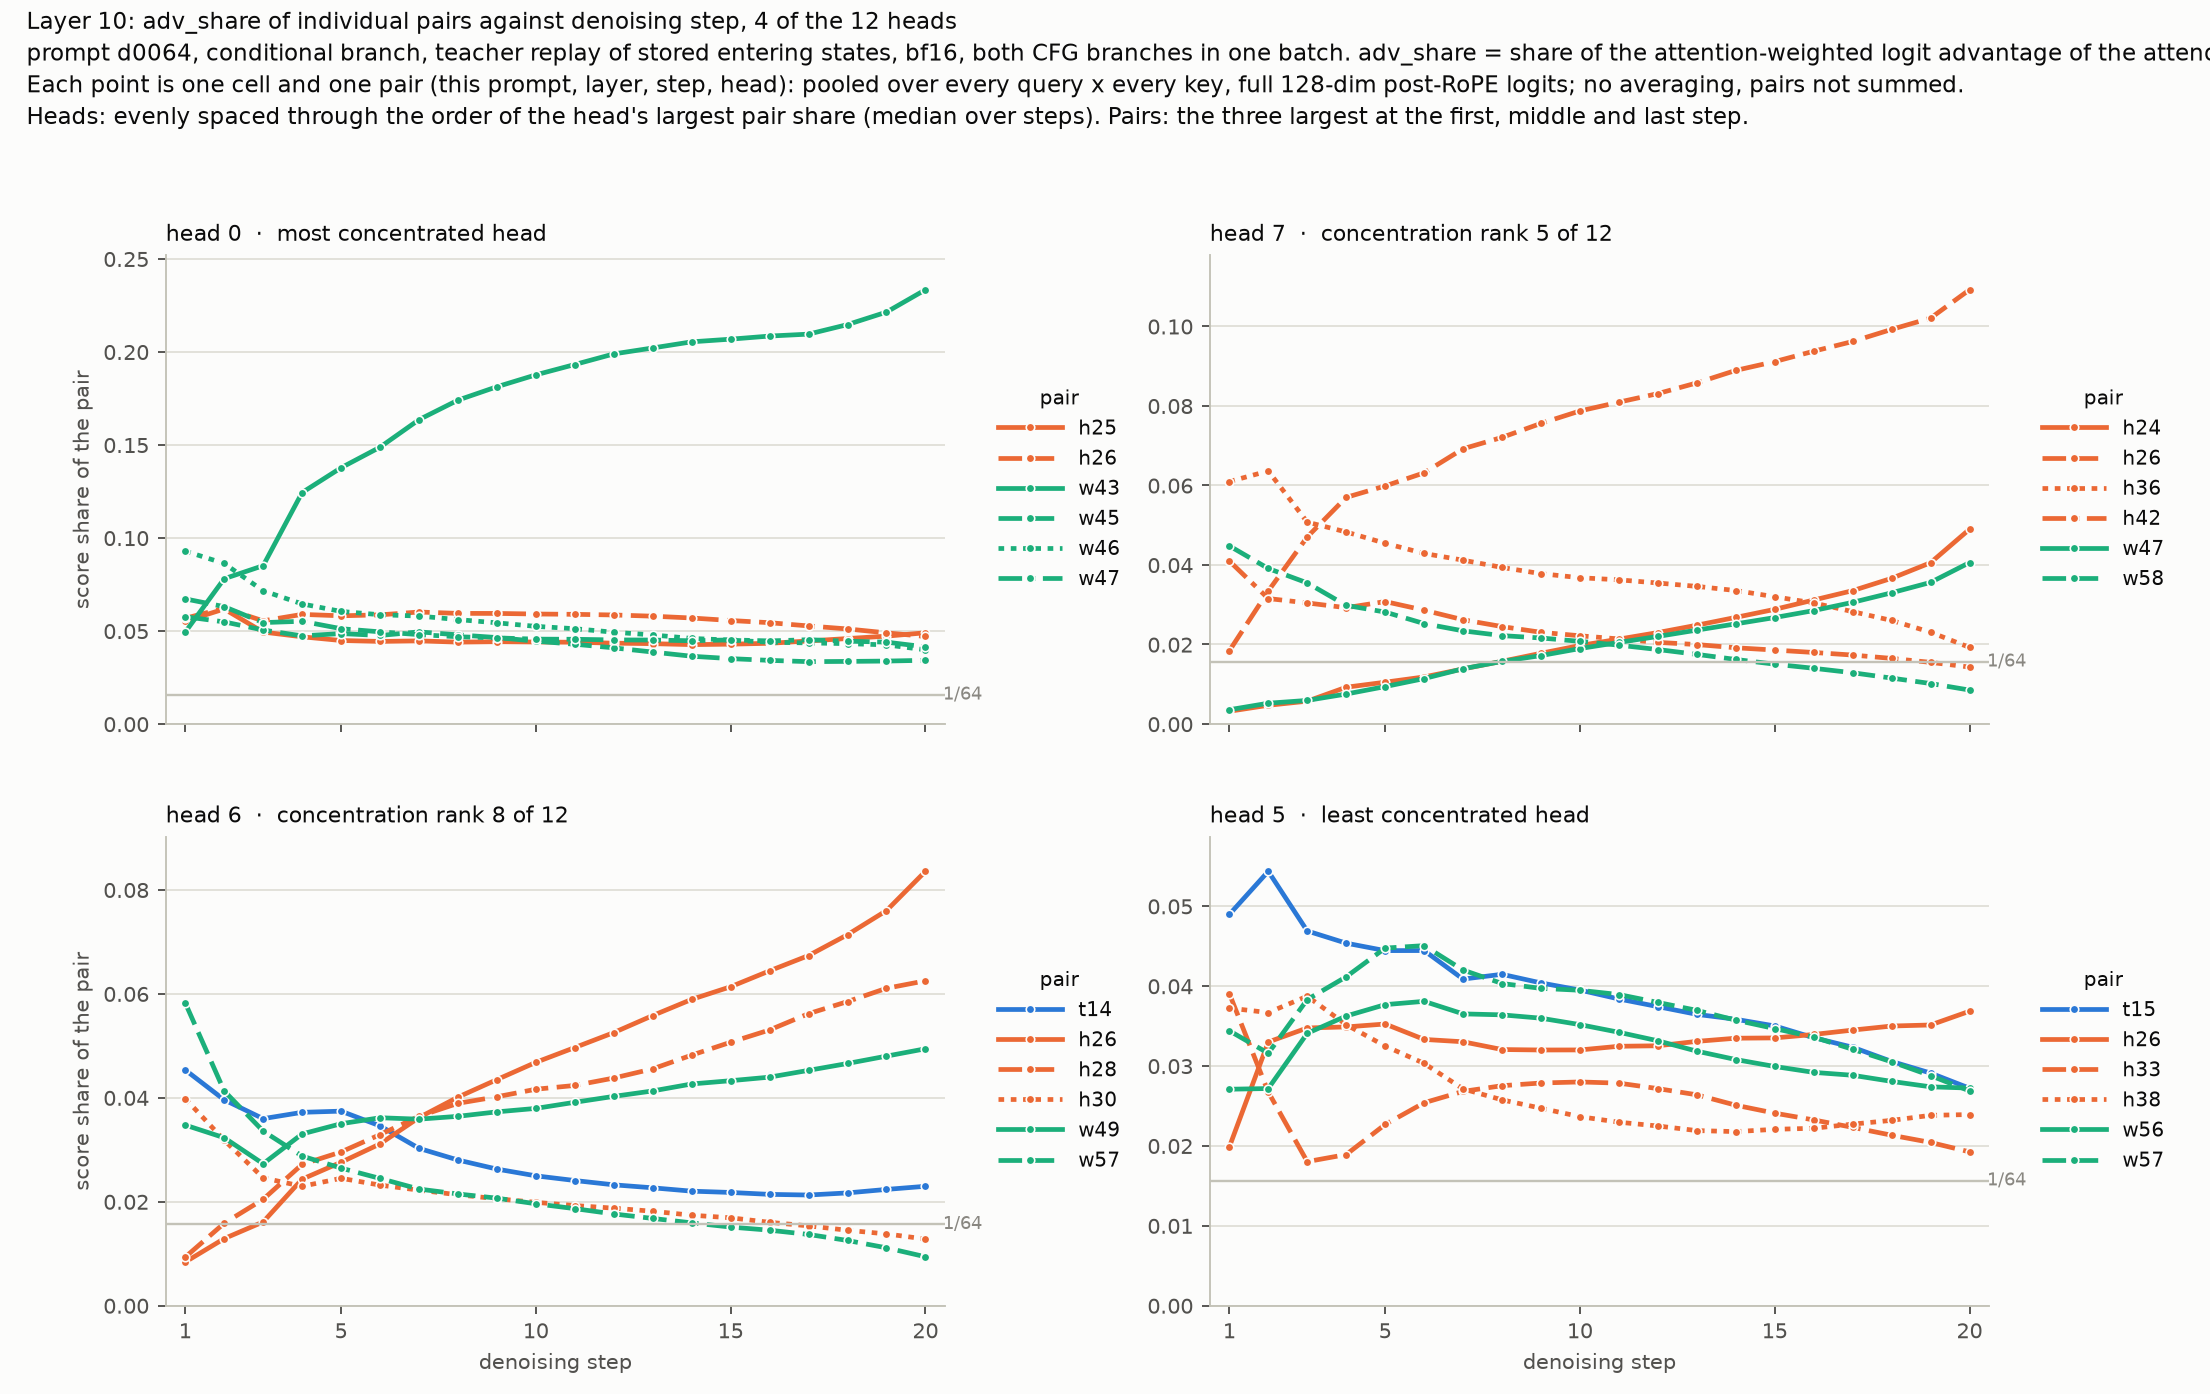 Layer 10: adv_share of individual pairs against denoising step, 4 of the 12 heads
prompt d0064, conditional branch, teacher replay of stored entering states, bf16, both CFG branches in one batch. adv_share = share of the attention-weighted logit advantage of the attend
Each point is one cell and one pair (this prompt, layer, step, head): pooled over every query x every key, full 128-dim post-RoPE logits; no averaging, pairs not summed.
Heads: evenly spaced through the order of the head's largest pair share (median over steps). Pairs: the three largest at the first, middle and last step.
head 0 · most concentrated head
0.25
0.20
0.15
0.10
0.05
0.00
score share of the pair
1/64
pair
h25
h26
w43
w45
w46
w47
head 7 · concentration rank 5 of 12
0.10
0.08
0.06
0.04
0.02
0.00
1/64
pair
h24
h26
h36
h42
w47
w58
head 6 · concentration rank 8 of 12
0.08
0.06
0.04
0.02
0.00
score share of the pair
1/64
1
5
10
15
20
denoising step
pair
t14
h26
h28
h30
w49
w57
head 5 · least concentrated head
0.05
0.04
0.03
0.02
0.01
0.00
1/64
1
5
10
15
20
denoising step
pair
t15
h26
h33
h38
w56
w57